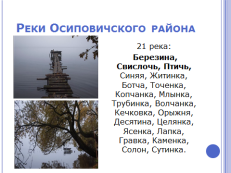 РЕКИ ОСИПОВИЧСКОГО РАЙОНА
21 река:
Березина,
Свислочь, Птичь,
Синяя, Житинка,
Ботча, Точенка,
Копчанка, Млынка,
Трубинка, Волчанка,
Кечковка, Орыжня,
Десятина, Целянка,
Ясенка, Лапка,
Гравка, Каменка,
Солон, Сутинка.